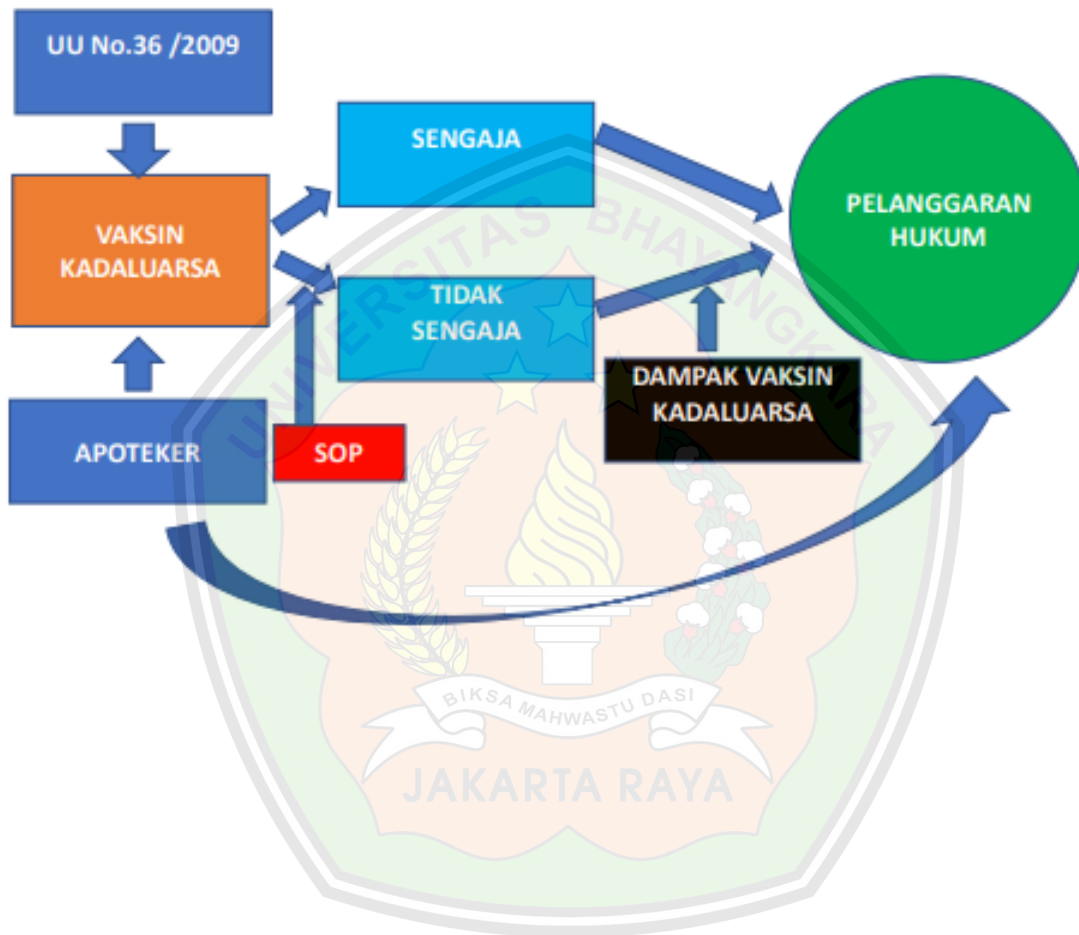 UU No.36 /2009
SENGAJA
PELANGGARAN
HUKUM
VAKSIN
KADALUARSA
TIDAK
SENGAJA
DAMPAK VAKSIN
KADALUARSA
APOTEKER
SOP
UNIVERSITAS BHAYANGKARA
BIKSA MAHWASTU DASI
JAKARTA RAYA